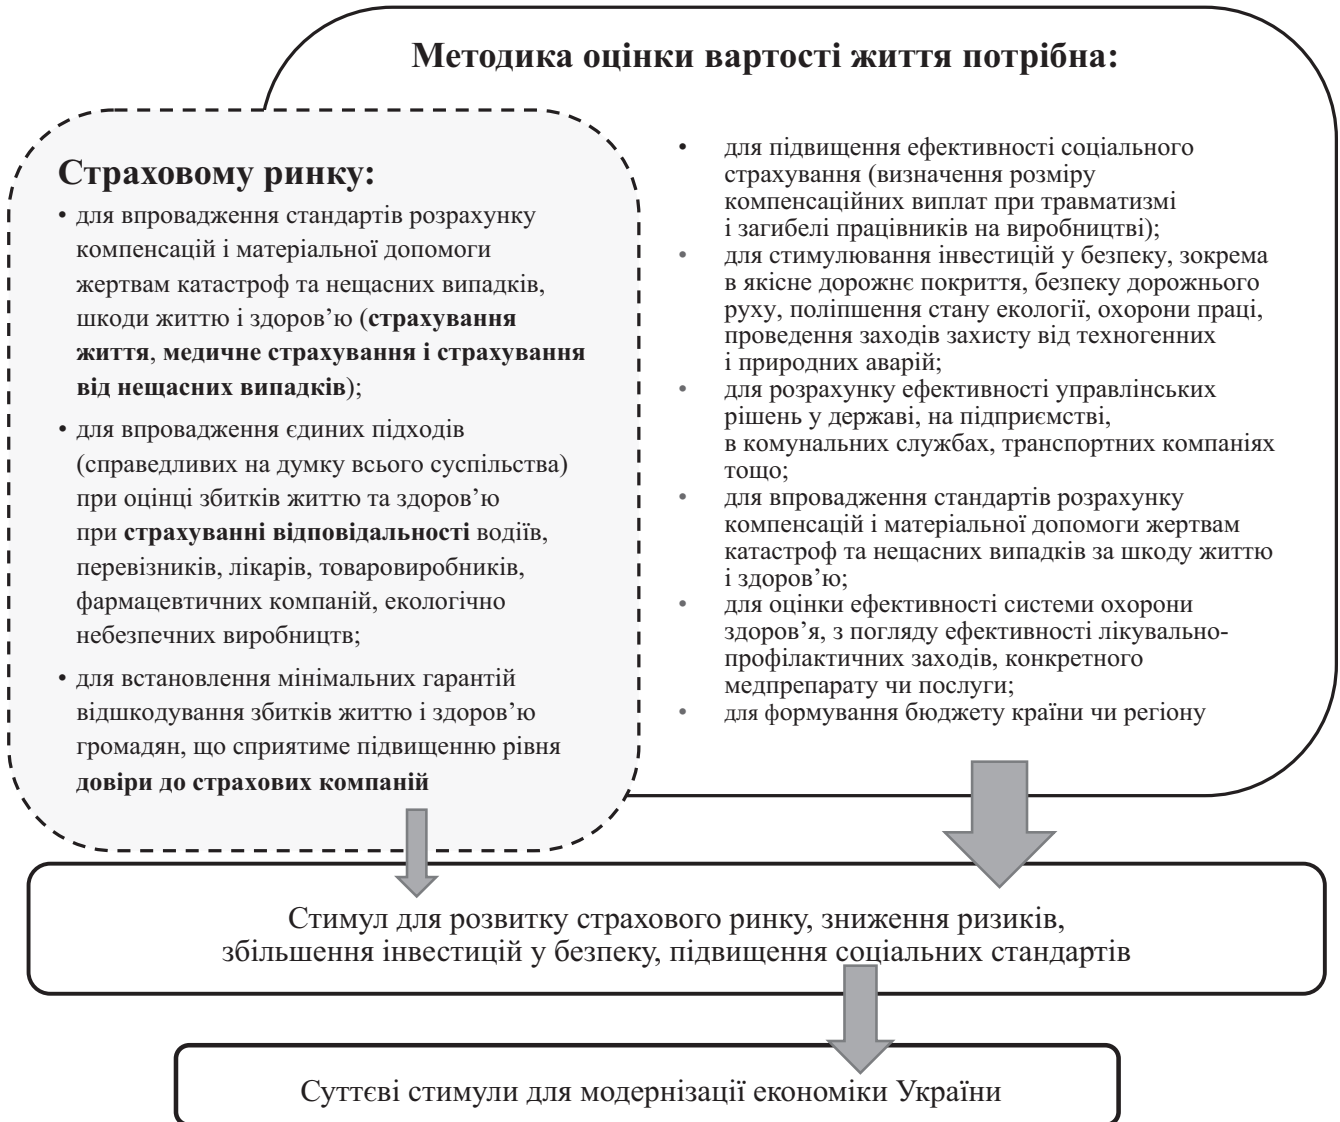 Методика оцінки вартості життя потрібна:
Страховому ринку:
• для впровадження стандартів розрахунку
компенсацій і матеріальної допомоги
жертвам катастроф та нещасних випадків,
шкоди життю і здоров’ю (страхування
життя, медичне страхування і страхування
від нещасних випадків);
• для впровадження єдиних підходів
(справедливих на думку всього суспільства)
при оцінці збитків життю та здоров’ю
при страхуванні відповідальності водіїв,
перевізників, лікарів, товаровиробників,
фармацевтичних компаній, екологічно
небезпечних виробництв;
• для встановлення мінімальних гарантій
відшкодування збитків життю і здоров’ю
громадян, що сприятиме підвищенню рівня
довіри до страхових компаній
• для підвищення ефективності соціального
страхування (визначення розміру
компенсаційних виплат при травматизмі
і загибелі працівників на виробництві);
• для стимулювання інвестицій у безпеку, зокрема
в якісне дорожнє покриття, безпеку дорожнього
руху, поліпшення стану екології, охорони праці,
проведення заходів захисту від техногенних
і природних аварій;
• для розрахунку ефективності управлінських
рішень у державі, на підприємстві,
в комунальних службах, транспортних компаніях
тощо;
• для впровадження стандартів розрахунку
компенсацій і матеріальної допомоги жертвам
катастроф та нещасних випадків за шкоду життю
і здоров’ю;
• для оцінки ефективності системи охорони
здоров’я, з погляду ефективності лікувально-
профілактичних заходів, конкретного
медпрепарату чи послуги;
• для формування бюджету країни чи регіону
Стимул для розвитку страхового ринку, зниження ризиків,
збільшення інвестицій у безпеку, підвищення соціальних стандартів
Суттєві стимули для модернізації економіки України